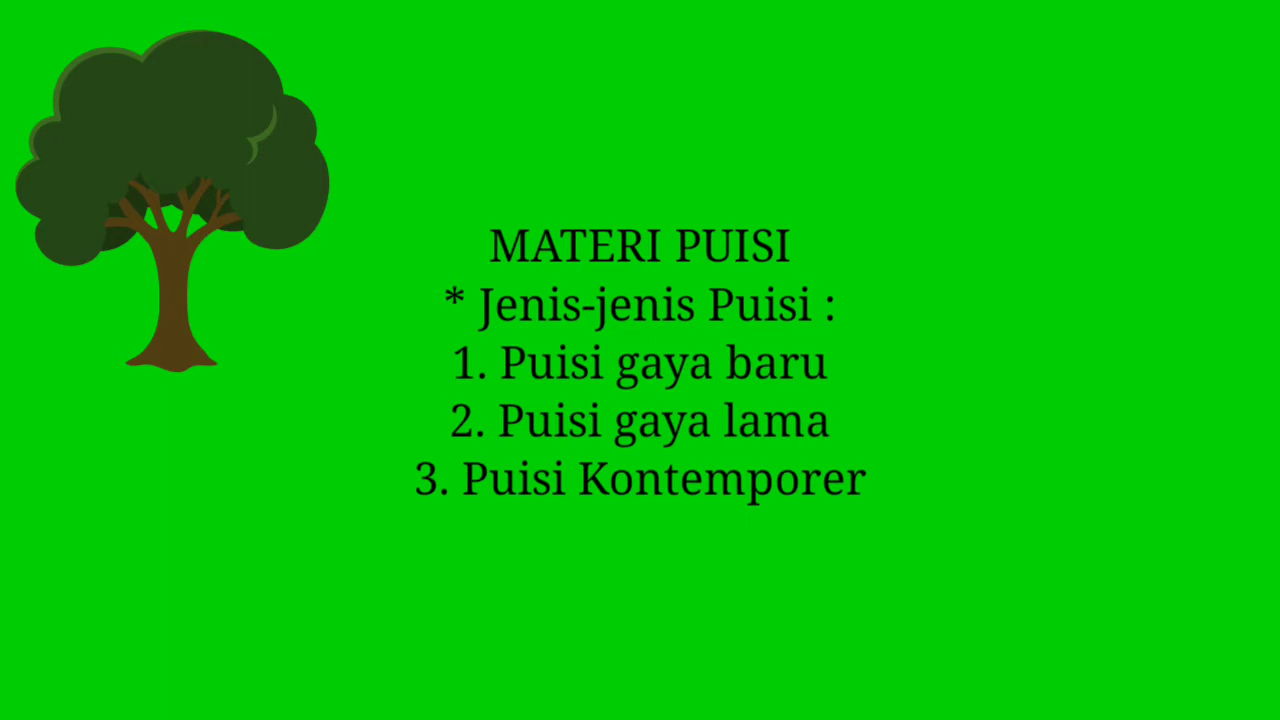 MATERI PUISI
* Jenis-jenis Puisi :
1. Puisi gaya baru
2. Puisi gaya lama
3. Puisi Kontemporer